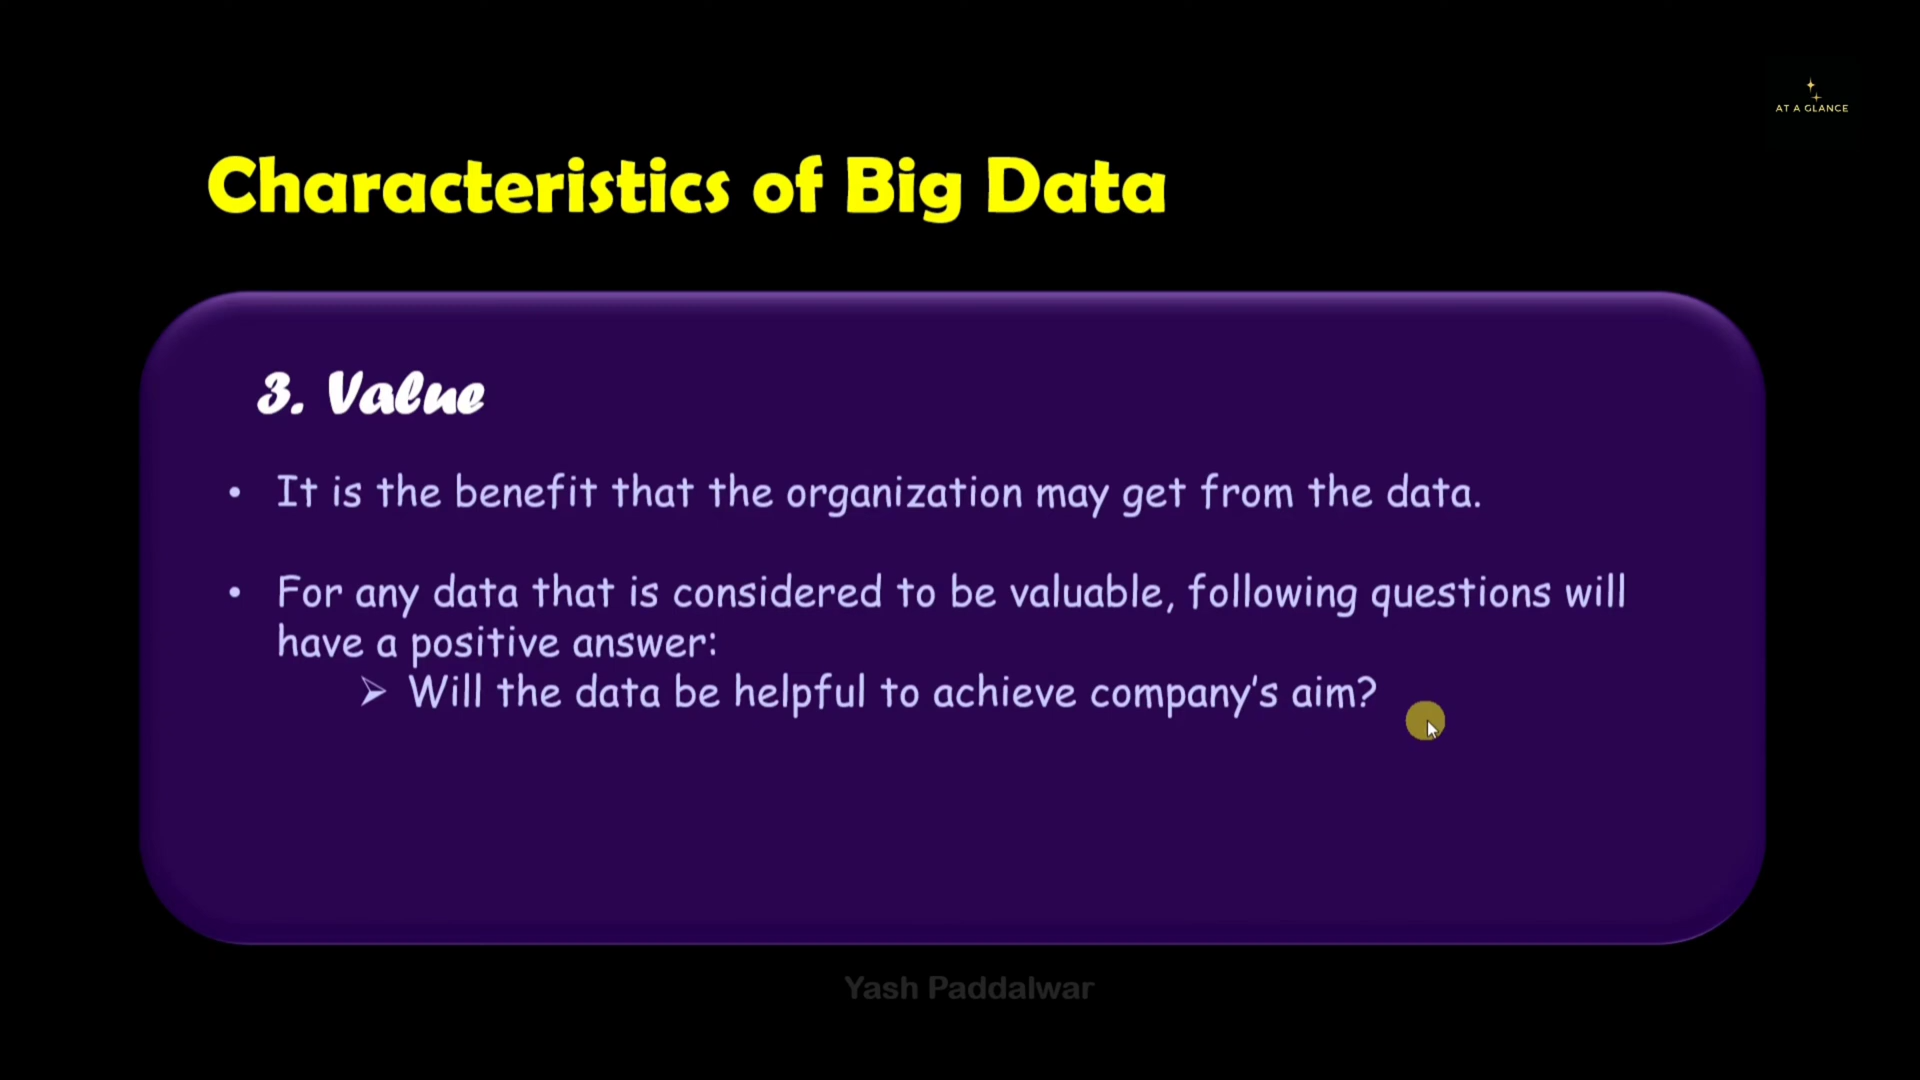 AT A GLANCE
Characteristics of Big Data
3. Value
• It is the benefit that the organization may get from the data.
• For any data that is considered to be valuable, following questions will
have a positive answer:
➢ Will the data be helpful to achieve company's aim?
Yash Paddalwar